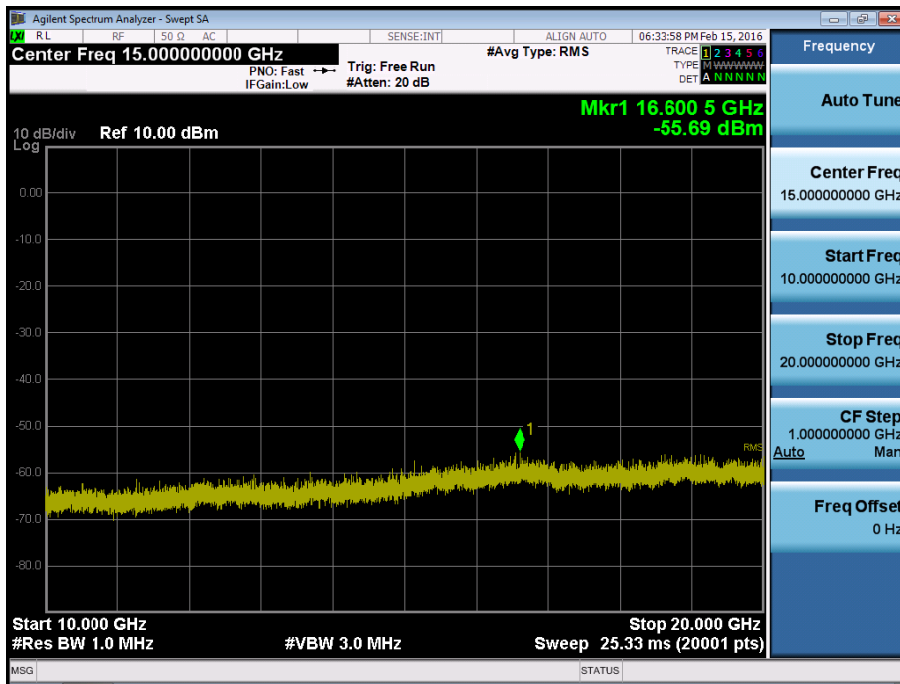 Agilent Spectrum Analyzer - Swept SA
LXI RL RF 50 Ω AC SENSE:INT ALIGN AUTO 06:33:58 PM Feb 15, 2016
Center Freq 15.000000000 GHz
PNO: Fast
IFGain:Low
Trig: Free Run
#Atten: 20 dB
#Avg Type: RMS
TRACE 1 2 3 4 5 6
TYPE M WWWWW
DET A N N N N N
Mkr1 16.600 5 GHz
-55.69 dBm
10 dB/div Ref 10.00 dBm
Log
0.00
-10.0
-20.0
-30.0
-40.0
-50.0
-60.0
-70.0
-80.0
1
RMS
Start 10.000 GHz Stop 20.000 GHz
#Res BW 1.0 MHz #VBW 3.0 MHz Sweep 25.33 ms (20001 pts)
MSG STATUS
Frequency
Auto Tune
Center Freq
15.000000000 GHz
Start Freq
10.000000000 GHz
Stop Freq
20.000000000 GHz
CF Step
1.000000000 GHz
Auto Man
Freq Offset
0 Hz